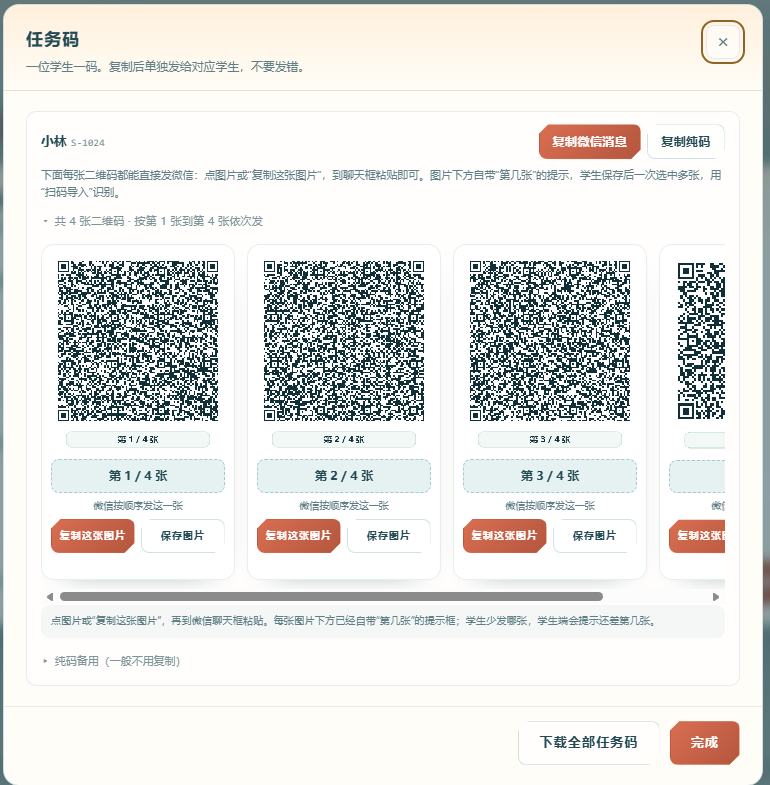 任务码
一位学生一码。复制后单独发给对应学生，不要发错。
×
小林 S-1024
复制微信消息
复制纯码
下面每张二维码都能直接发微信：点图片或“复制这张图片”，到聊天框粘贴即可。图片下方自带“第几张”的提示，学生保存后一次选中多张，用
“扫码导入”识别。
共 4 张二维码 · 按第 1 张到第 4 张依次发
第 1 / 4 张
第 2 / 4 张
第 3 / 4 张
第 1 / 4 张
第 2 / 4 张
第 3 / 4 张
微信按顺序发这一张
微信按顺序发这一张
微信按顺序发这一张
微信
复制这张图片
保存图片
复制这张图片
保存图片
复制这张图片
保存图片
复制这张图
点图片或“复制这张图片”，再到微信聊天框粘贴。每张图片下方已经自带“第几张”的提示框；学生少发哪张，学生端会提示还差第几张。
纯码备用（一般不用复制）
下载全部任务码
完成